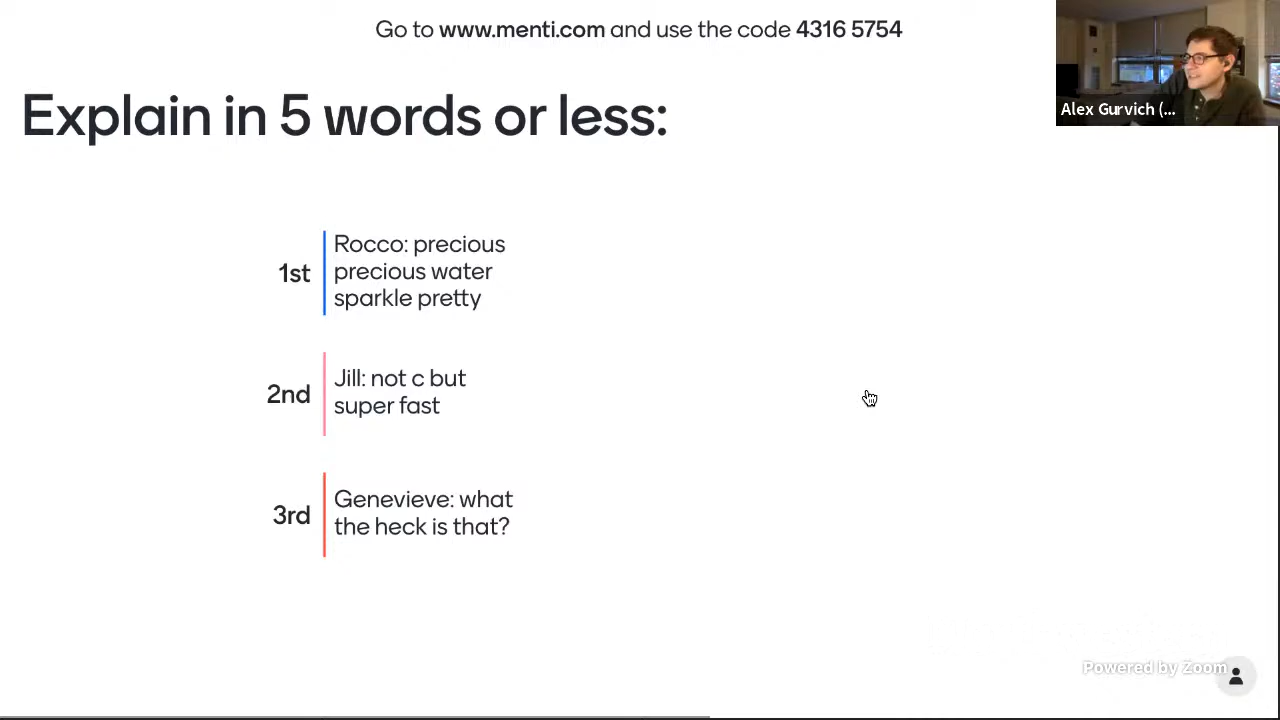 Go to www.menti.com and use the code 4316 5754
Alex Gurvich (...
Explain in 5 words or less:
1st
Rocco: precious
precious water
sparkle pretty
2nd
Jill: not c but
super fast
3rd
Genevieve: what
the heck is that?
Powered by Zoom